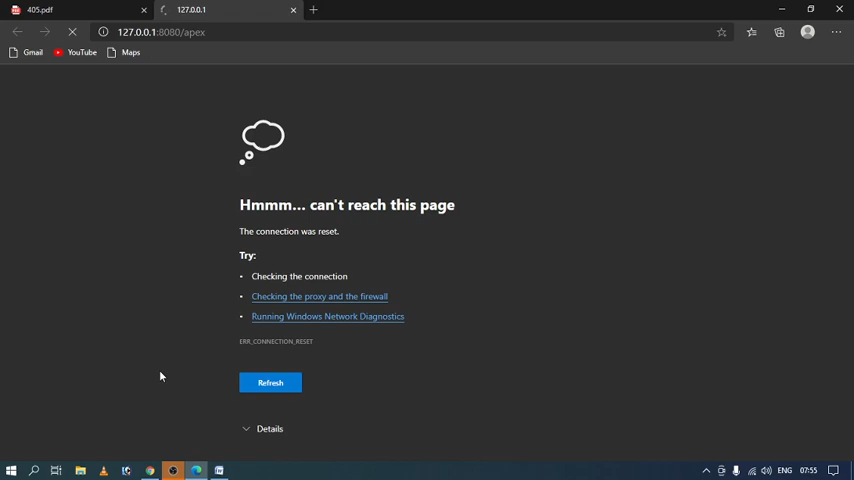 405.pdf
127.0.0.1
127.0.0.1:8080/apex
Gmail YouTube Maps
Hmmm... can't reach this page
The connection was reset.
Try:
• Checking the connection
• Checking the proxy and the firewall
• Running Windows Network Diagnostics
ERR_CONNECTION_RESET
Refresh
Details
ENG 07:55